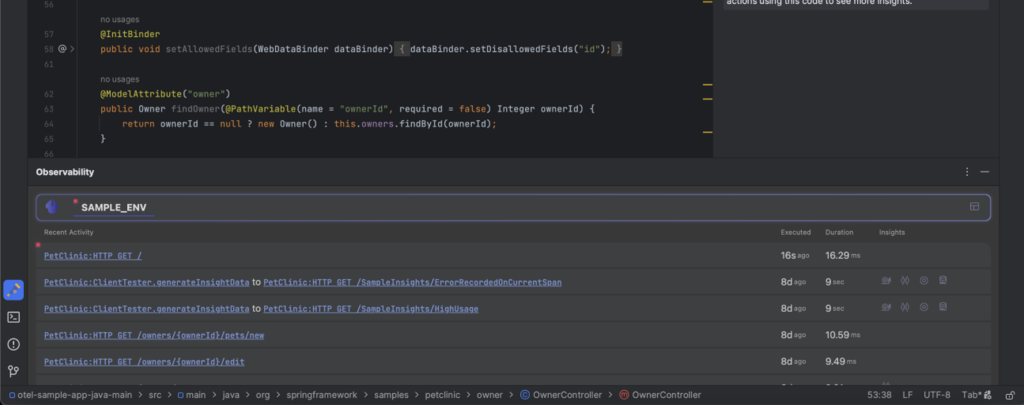 actions using this code to see more insights.
56
no usages
57 @InitBinder
58 @ public void setAllowedFields(WebDataBinder dataBinder) { dataBinder.setDisallowedFields("id"); }
61
no usages
62 @ModelAttribute("owner")
63 public Owner findOwner(@PathVariable(name = "ownerId", required = false) Integer ownerId) {
64 return ownerId == null ? new Owner() : this.owners.findById(ownerId);
65 }
66
Observability
SAMPLE_ENV
Recent Activity Executed Duration Insights
PetClinic:HTTP GET / 16s ago 16.29 ms
PetClinic:ClientTester.generateInsightData to PetClinic:HTTP GET /SampleInsights/ErrorRecordedOnCurrentSpan 8d ago 9 sec
PetClinic:ClientTester.generateInsightData to PetClinic:HTTP GET /SampleInsights/HighUsage 8d ago 9 sec
PetClinic:HTTP GET /owners/{ownerId}/pets/new 8d ago 10.59 ms
PetClinic:HTTP GET /owners/{ownerId}/edit 8d ago 9.49 ms
otel-sample-app-java-main > src > main > java > org > springframework > samples > petclinic > owner > OwnerController > OwnerController 53:38 LF UTF-8 Tab*